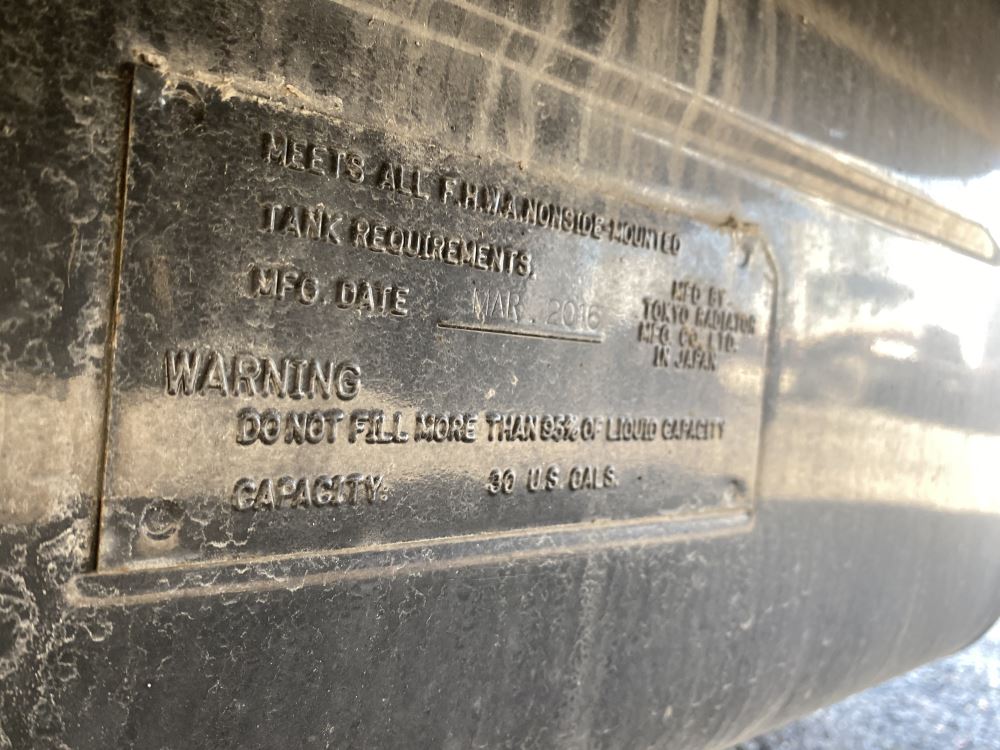 MEETS ALL F.H.W.A. NONSIDE-MOUNTED
TANK REQUIREMENTS.
MFG. DATE MAR. 2016
MFD BY.
TOKYO RADIATOR
MFG CO., LTD.
IN JAPAN
WARNING
DO NOT FILL MORE THAN 95% OF LIQUID CAPACITY
CAPACITY: 30 U.S. GALS.